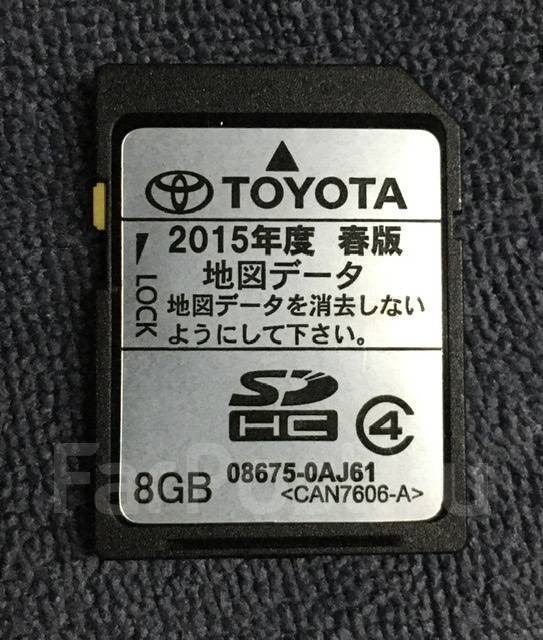 TOYOTA
2015年度 春版
地図データ
LOCK
地図データを消去しない
ようにして下さい。
SD
HC
4
8GB
08675-0AJ61
<CAN7606-A>